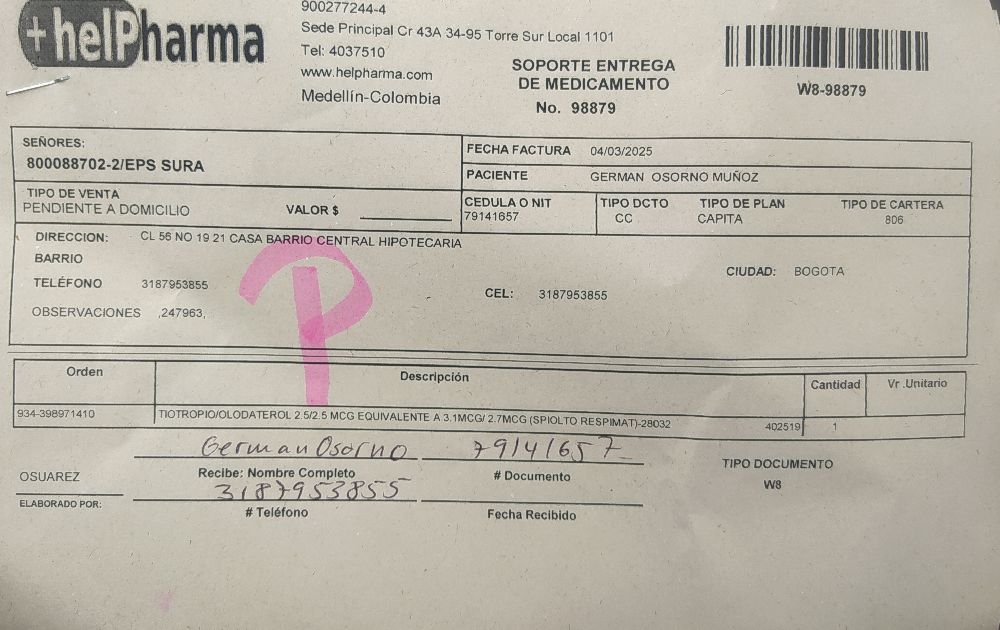 +helPharma
900277244-4
Sede Principal Cr 43A 34-95 Torre Sur Local 1101
Tel: 4037510
www.helpharma.com
Medellín-Colombia
SOPORTE ENTREGA
DE MEDICAMENTO
No. 98879
W8-98879
SEÑORES:
800088702-2/EPS SURA
FECHA FACTURA 04/03/2025
PACIENTE GERMAN OSORNO MUÑOZ
TIPO DE VENTA
PENDIENTE A DOMICILIO VALOR $
CEDULA O NIT TIPO DCTO TIPO DE PLAN TIPO DE CARTERA
79141657 CC CAPITA 806
DIRECCION: CL 56 NO 19 21 CASA BARRIO CENTRAL HIPOTECARIA
BARRIO
CIUDAD: BOGOTA
TELÉFONO 3187953855
CEL: 3187953855
OBSERVACIONES ,247963,
P
Orden Descripción Cantidad Vr .Unitario
934-398971410 TIOTROPIO/OLODATEROL 2.5/2.5 MCG EQUIVALENTE A 3.1MCG/ 2.7MCG (SPIOLTO RESPIMAT)-28032 402519 1
German Osorno 79141657
Recibe: Nombre Completo # Documento
TIPO DOCUMENTO
W8
OSUAREZ
3187953855
ELABORADO POR:
# Teléfono Fecha Recibido